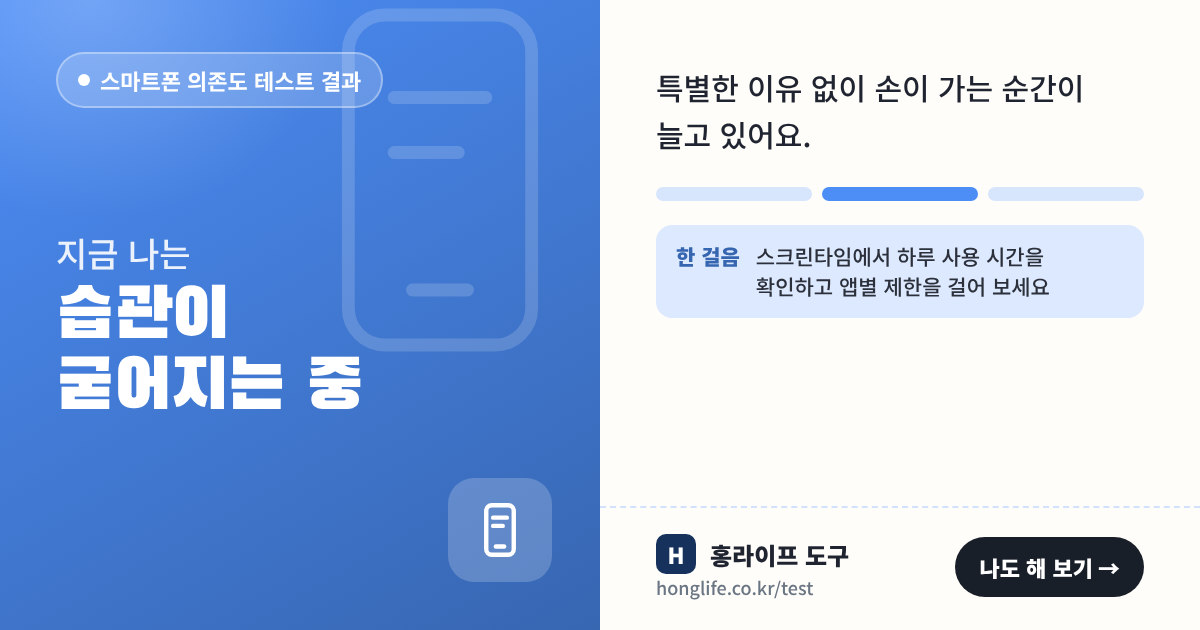 스마트폰 의존도 테스트 결과
지금 나는
습관이
굳어지는 중
특별한 이유 없이 손이 가는 순간이
늘고 있어요.
한 걸음 스크린타임에서 하루 사용 시간을
확인하고 앱별 제한을 걸어 보세요
H 홍라이프 도구
honglife.co.kr/test
나도 해 보기 →